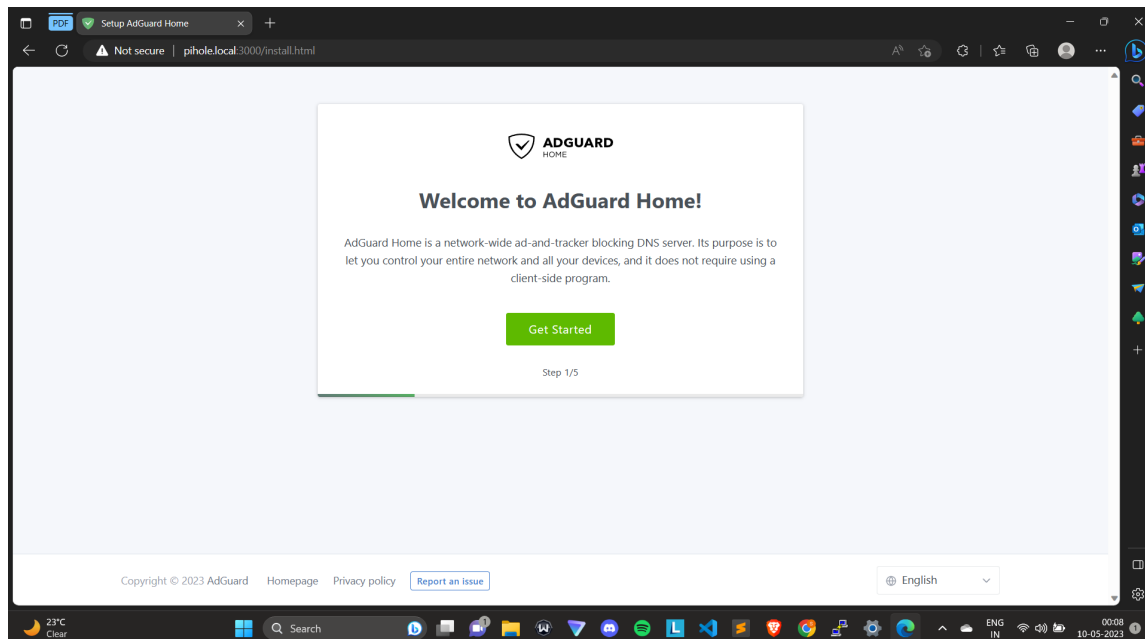 PDF
Setup AdGuard Home
Not secure | pihole.local:3000/install.html
ADGUARD
HOME
Welcome to AdGuard Home!
AdGuard Home is a network-wide ad-and-tracker blocking DNS server. Its purpose is to
let you control your entire network and all your devices, and it does not require using a
client-side program.
Get Started
Step 1/5
Copyright © 2023 AdGuard Homepage Privacy policy Report an issue
English
23°C
Clear
Search
ENG
IN
00:08
10-05-2023